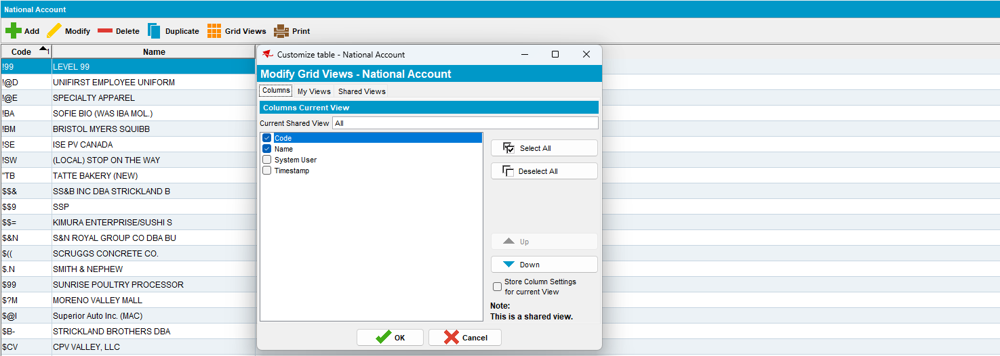 National Account
Add Modify Delete Duplicate Grid Views Print
Code 1 Name
!99 LEVEL 99
!@D UNIFIRST EMPLOYEE UNIFORM
!@E SPECIALTY APPAREL
!BA SOFIE BIO (WAS IBA MOL.)
!BM BRISTOL MYERS SQUIBB
!SE ISE PV CANADA
!SW (LOCAL) STOP ON THE WAY
"TB TATTE BAKERY (NEW)
$$& SS&B INC DBA STRICKLAND B
$$9 SSP
$$= KIMURA ENTERPRISE/SUSHI S
$&N S&N ROYAL GROUP CO DBA BU
$(( SCRUGGS CONCRETE CO.
$.N SMITH & NEPHEW
$99 SUNRISE POULTRY PROCESSOR
$?M MORENO VALLEY MALL
$@I Superior Auto Inc. (MAC)
$B- STRICKLAND BROTHERS DBA
$CV CPV VALLEY, LLC
Customize table - National Account
Modify Grid Views - National Account
Columns My Views Shared Views
Columns Current View
Current Shared View All
Code
Name
System User
Timestamp
Select All
Deselect All
Up
Down
Store Column Settings
for current View
Note:
This is a shared view.
OK Cancel